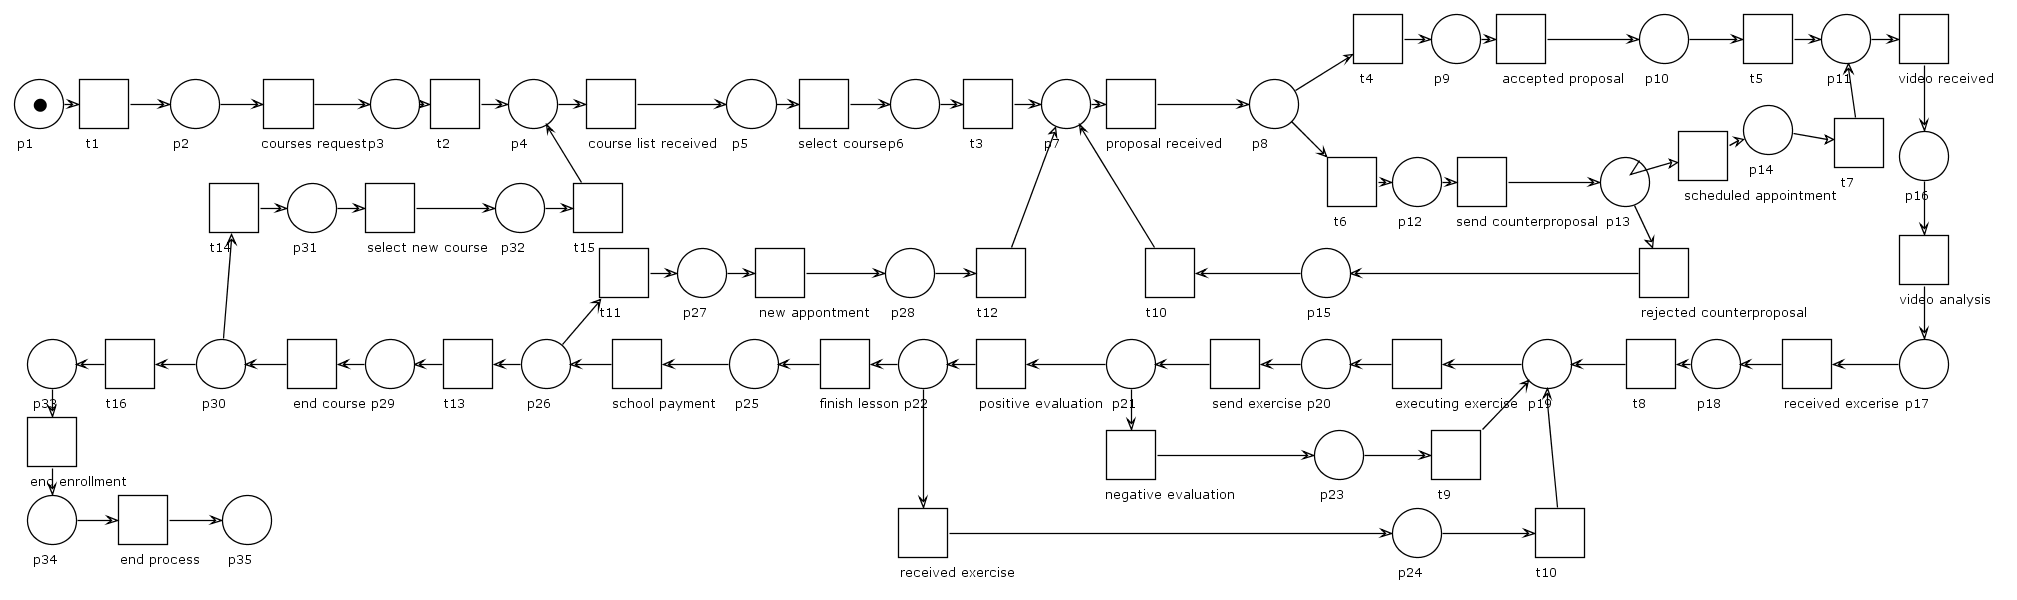 t4 p9 accepted proposal p10 t5 p11 video received
p1 t1 p2 courses request p3 t2 p4 course list received p5 select course p6 t3 p7 proposal received p8
scheduled appointment p14 t7 p16
t6 p12 send counterproposal p13
t14 p31 select new course p32 t15
t11 p27 new appontment p28 t12 t10 p15 rejected counterproposal video analysis
p33 t16 p30 end course p29 t13 p26 school payment p25 finish lesson p22 positive evaluation p21 send exercise p20 executing exercise p19 t8 p18 received excerise p17
end enrollment negative evaluation p23 t9
p34 end process p35 received exercise p24 t10